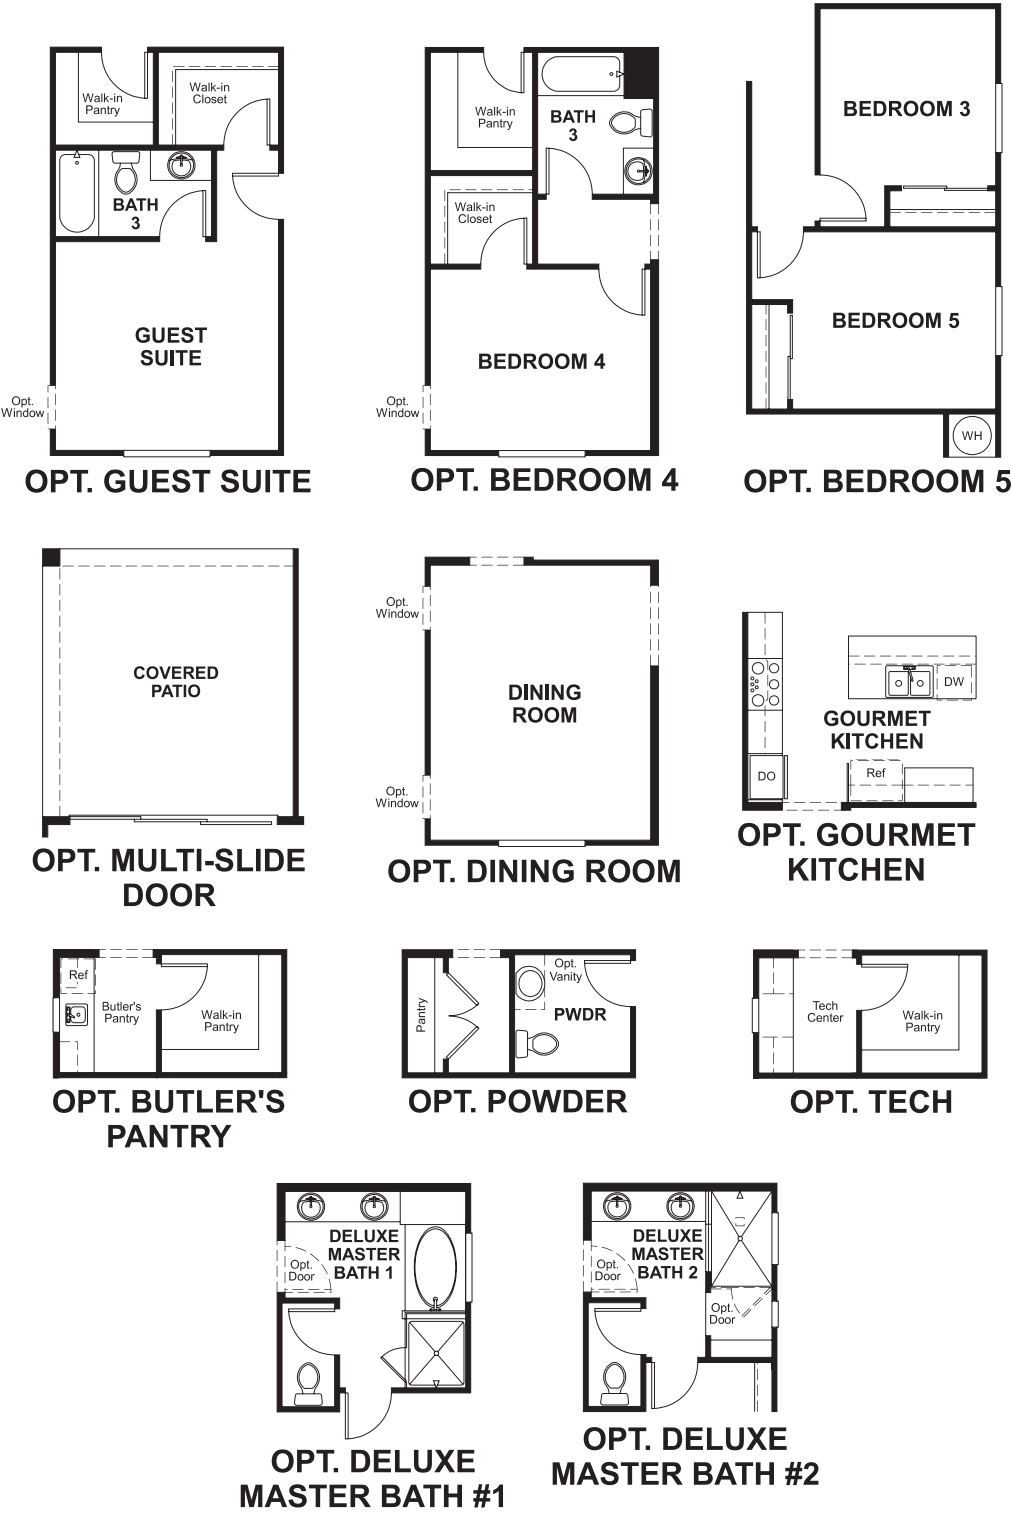 Walk-in
Pantry
Walk-in
Closet
BATH
3
GUEST
SUITE
Opt.
Window
OPT. GUEST SUITE
Walk-in
Pantry
BATH
3
Walk-in
Closet
BEDROOM 4
Opt.
Window
OPT. BEDROOM 4
BEDROOM 3
BEDROOM 5
WH
OPT. BEDROOM 5
COVERED
PATIO
OPT. MULTI-SLIDE
DOOR
Opt.
Window
DINING
ROOM
Opt.
Window
OPT. DINING ROOM
DW
GOURMET
KITCHEN
DO
Ref
OPT. GOURMET
KITCHEN
Ref
Butler's
Pantry
Walk-in
Pantry
OPT. BUTLER'S
PANTRY
Pantry
Opt.
Vanity
PWDR
OPT. POWDER
Tech
Center
Walk-in
Pantry
OPT. TECH
DELUXE
MASTER
BATH 1
Opt.
Door
OPT. DELUXE
MASTER BATH #1
DELUXE
MASTER
BATH 2
Opt.
Door
Opt.
Door
OPT. DELUXE
MASTER BATH #2